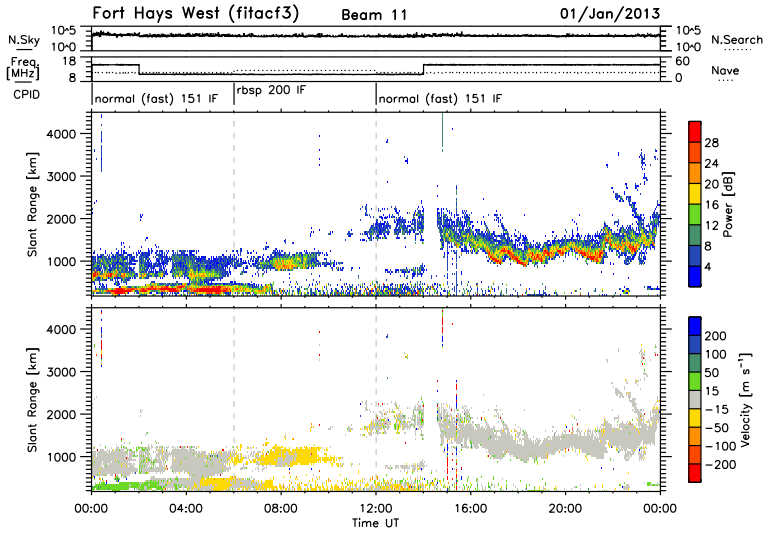 Fort Hays West (fitacf3) Beam 11 01/Jan/2013
N.Sky 10^5 10^0 10^5 10^0 N.Search
Freq. [MHz] 18 8 60 0 Nave
CPID normal (fast) 151 IF rbsp 200 IF normal (fast) 151 IF
Slant Range [km]
4000
3000
2000
1000
28
24
20
16
12
8
4
Power [dB]
Slant Range [km]
4000
3000
2000
1000
200
100
50
15
-15
-50
-100
-200
Velocity [m s^-1]
00:00 04:00 08:00 12:00 16:00 20:00 00:00
Time UT